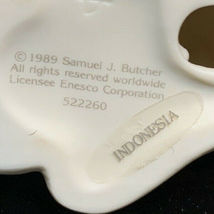 © 1989 Samuel J. Butcher
All rights reserved worldwide
Licensee Enesco Corporation
522260
INDONESIA